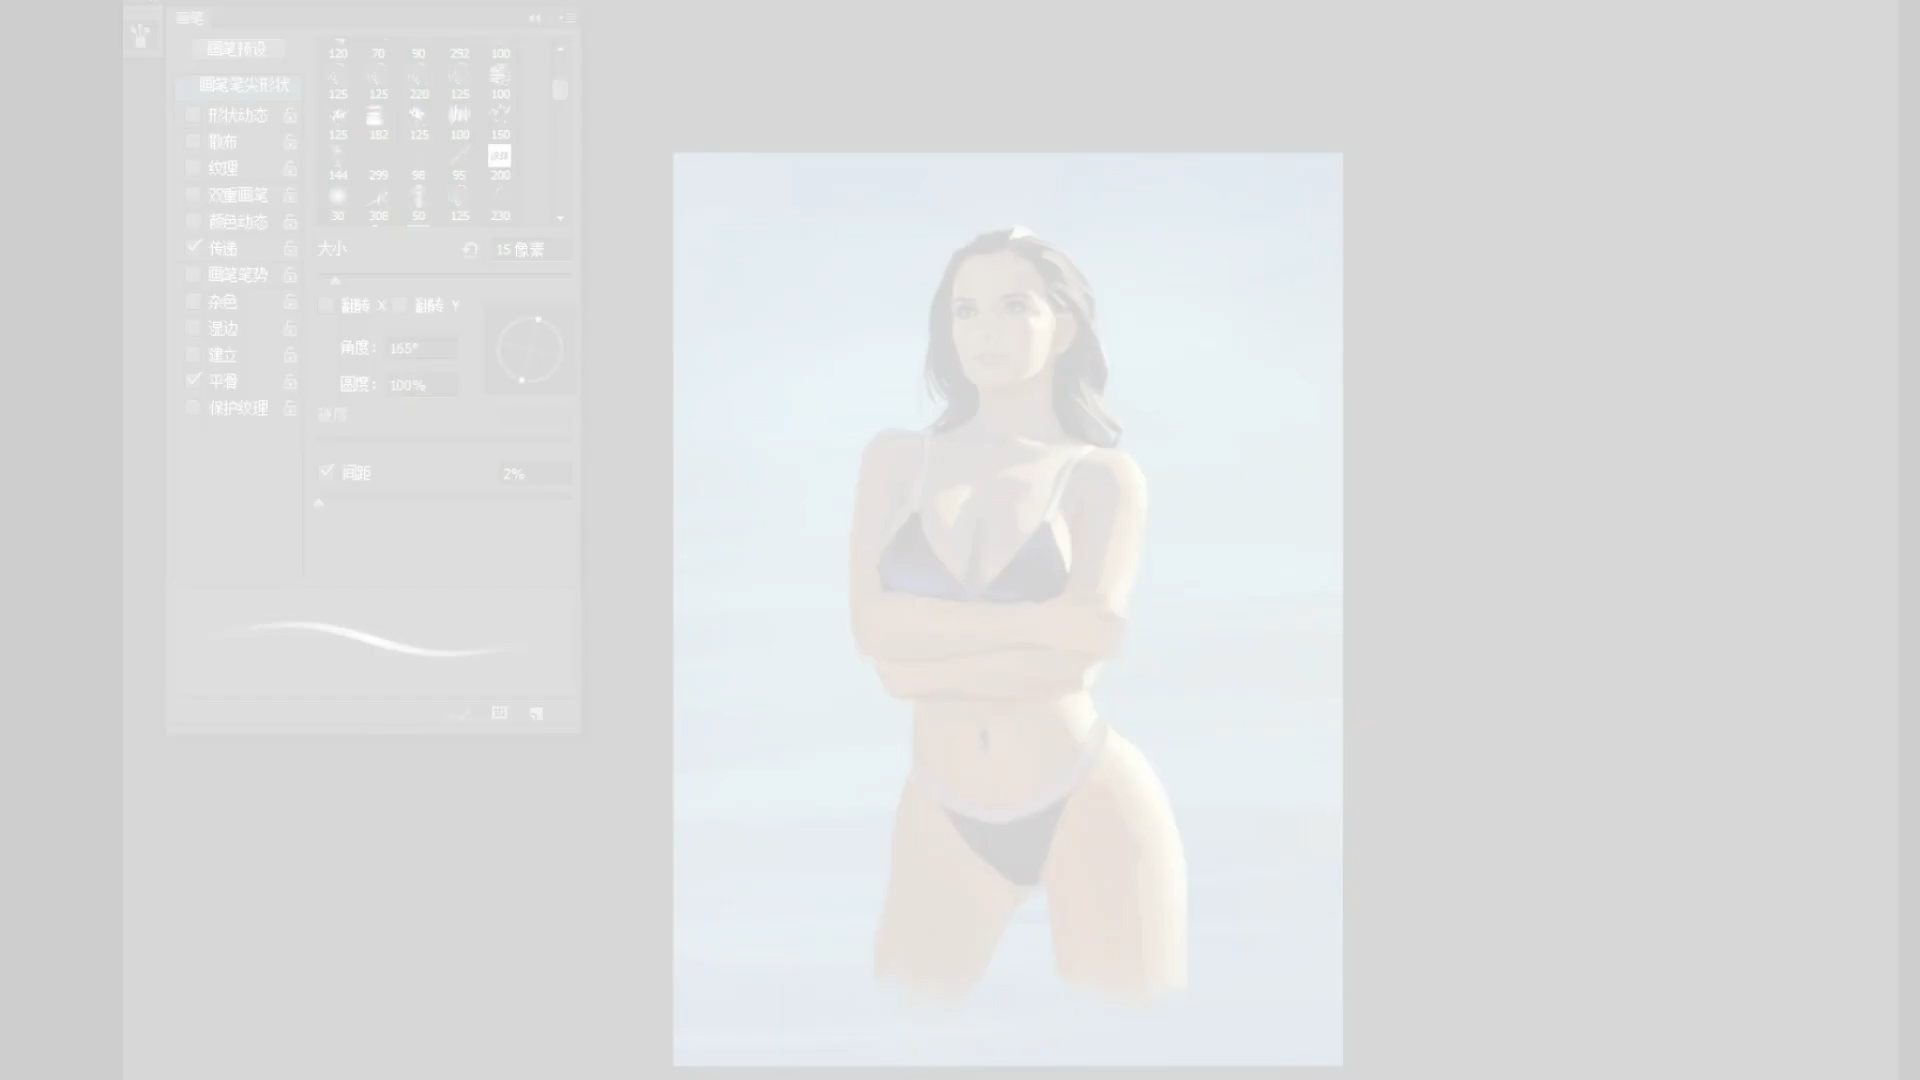 画笔
画笔预设
画笔笔尖形状
形状动态
散布
纹理
双重画笔
颜色动态
传递
画笔笔势
杂色
湿边
建立
平滑
保护纹理
120 70 90 292 100
125 125 220 125 100
125 182 125 100 150
144 299 98 95 200
30 308 50 125 230
大小 15 像素
翻转 X 翻转 Y
角度: 165°
圆度: 100%
硬度
间距 2%